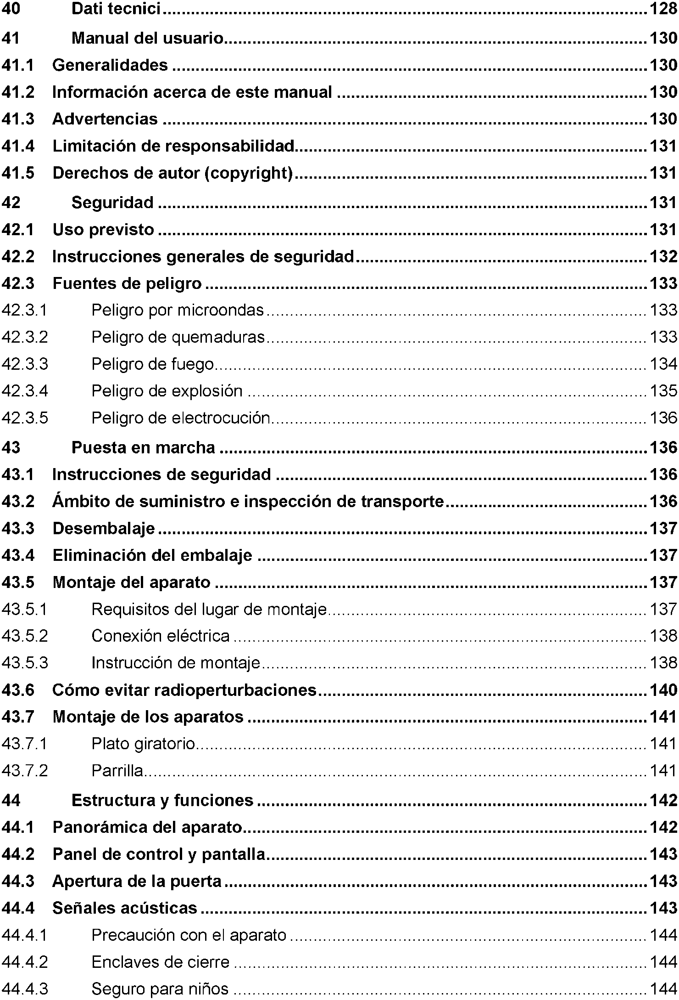 40 Dati tecnici 128
41 Manual del usuario 130
41.1 Generalidades 130
41.2 Información acerca de este manual 130
41.3 Advertencias 130
41.4 Limitación de responsabilidad 131
41.5 Derechos de autor (copyright) 131
42 Seguridad 131
42.1 Uso previsto 131
42.2 Instrucciones generales de seguridad 132
42.3 Fuentes de peligro 133
42.3.1 Peligro por microondas 133
42.3.2 Peligro de quemaduras 133
42.3.3 Peligro de fuego 134
42.3.4 Peligro de explosión 135
42.3.5 Peligro de electrocución 136
43 Puesta en marcha 136
43.1 Instrucciones de seguridad 136
43.2 Ámbito de suministro e inspección de transporte 136
43.3 Desembalaje 137
43.4 Eliminación del embalaje 137
43.5 Montaje del aparato 137
43.5.1 Requisitos del lugar de montaje 137
43.5.2 Conexión eléctrica 138
43.5.3 Instrucción de montaje 138
43.6 Cómo evitar radioperturbaciones 140
43.7 Montaje de los aparatos 141
43.7.1 Plato giratorio 141
43.7.2 Parrilla 141
44 Estructura y funciones 142
44.1 Panorámica del aparato 142
44.2 Panel de control y pantalla 143
44.3 Apertura de la puerta 143
44.4 Señales acústicas 143
44.4.1 Precaución con el aparato 144
44.4.2 Enclaves de cierre 144
44.4.3 Seguro para niños 144